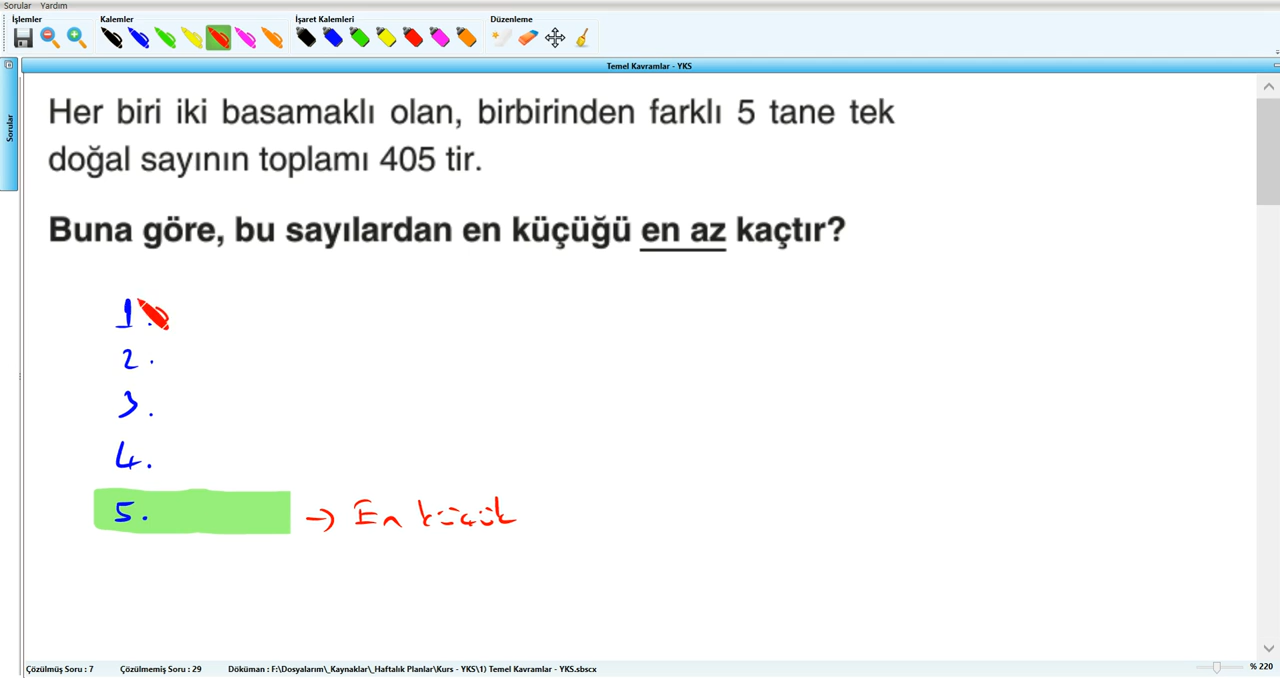 Sorular Yardım
İşlemler Kalemler İşaret Kalemleri Düzenleme
Temel Kavramlar - YKS
Sorular
Her biri iki basamaklı olan, birbirinden farklı 5 tane tek
doğal sayının toplamı 405 tir.
Buna göre, bu sayılardan en küçüğü en az kaçtır?
1.
2.
3.
4.
5. → En küçük
Çözülmüş Soru : 7 Çözülmemiş Soru : 29 Döküman : F:\Dosyalarım\_Kaynaklar\_Haftalık Planlar\Kurs - YKS\1) Temel Kavramlar - YKS.sbscx % 220